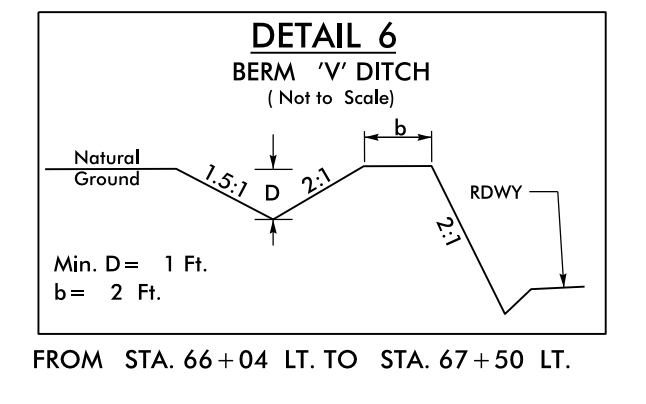 DETAIL 6
BERM 'V' DITCH
( Not to Scale)
b
Natural
Ground
1.5:1
D
2:1
RDWY
2:1
Min. D= 1 Ft.
b= 2 Ft.
FROM STA. 66+04 LT. TO STA. 67+50 LT.